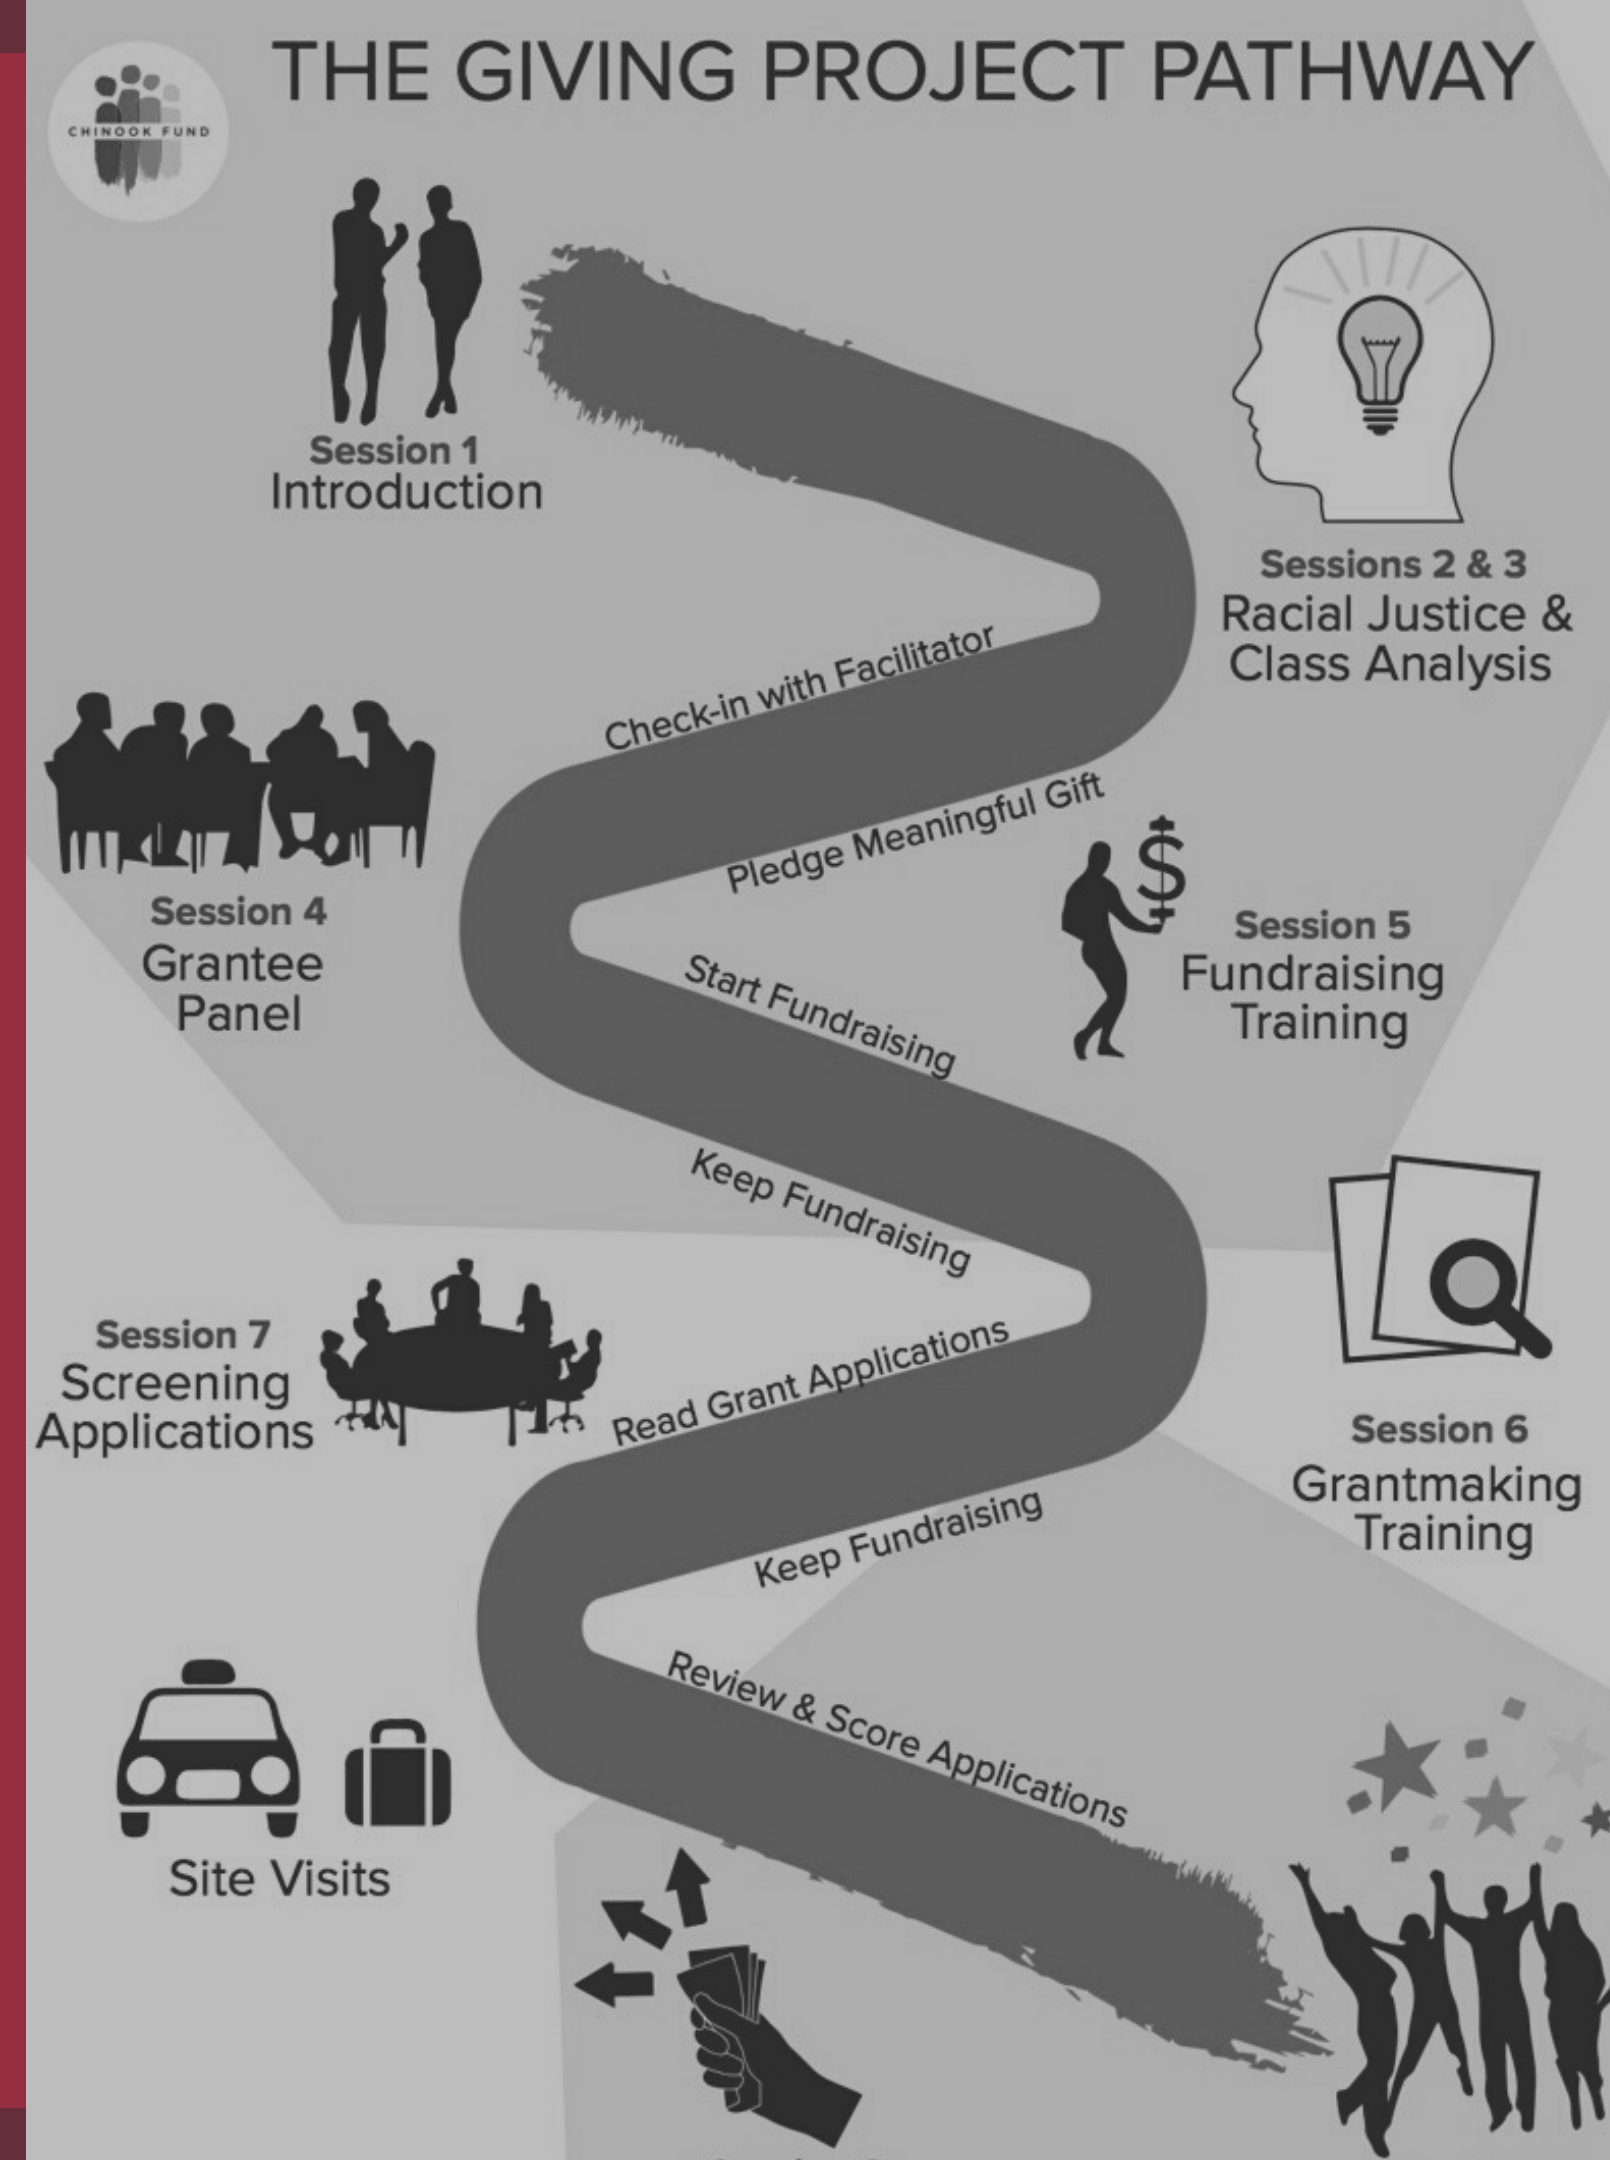 THE GIVING PROJECT PATHWAY
CHINOOK FUND
Session 1
Introduction
Sessions 2 & 3
Racial Justice &
Class Analysis
Check-in with Facilitator
Pledge Meaningful Gift
Session 4
Grantee
Panel
Session 5
Fundraising
Training
Start Fundraising
Keep Fundraising
Session 6
Grantmaking
Training
Session 7
Screening
Applications
Read Grant Applications
Keep Fundraising
Review & Score Applications
Site Visits